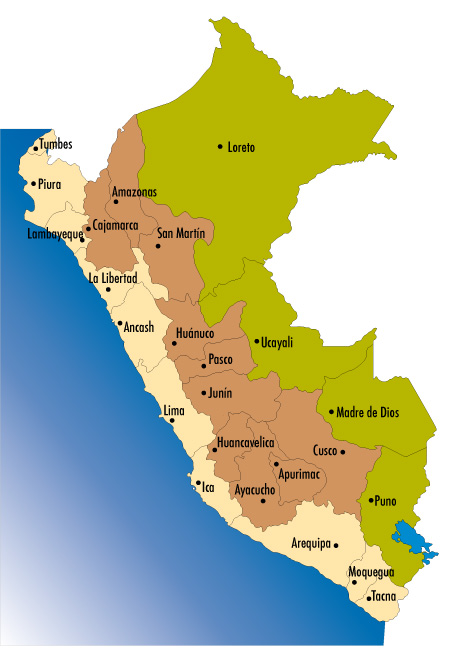 Tumbes
Loreto
Piura
Amazonas
Cajamarca
Lambayeque
San Martín
La Libertad
Ancash
Huánuco
Ucayali
Pasco
Junín
Lima
Madre de Dios
Huancavelica
Cusco
Apurimac
Ica
Ayacucho
Puno
Arequipa
Moquegua
Tacna